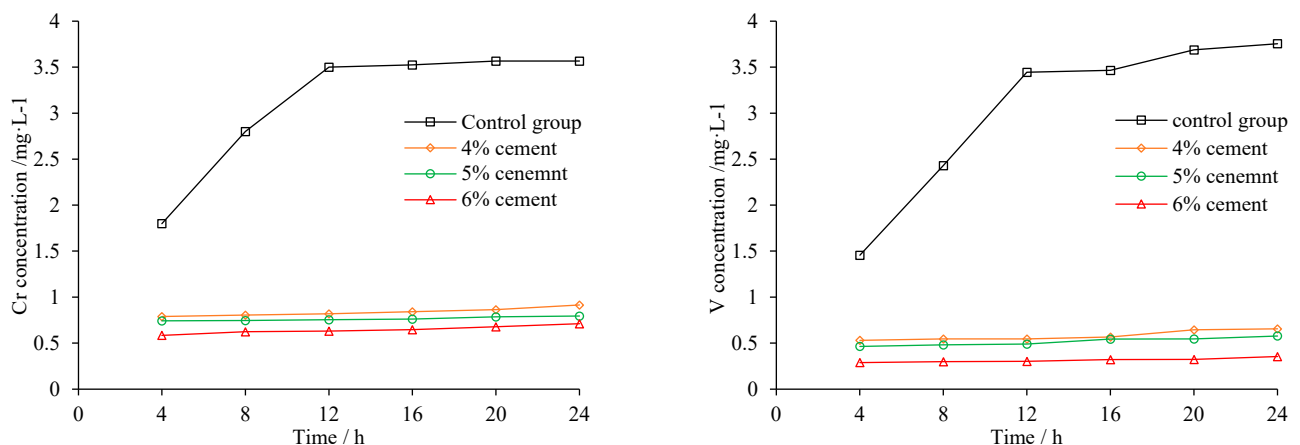 4
3.5
3
2.5
2
1.5
1
0.5
0
Cr concentration /mg·L-1
Control group
4% cement
5% cenemnt
6% cement
0 4 8 12 16 20 24
Time / h
4
3.5
3
2.5
2
1.5
1
0.5
0
V concentration /mg·L-1
control group
4% cement
5% cement
6% cement
0 4 8 12 16 20 24
Time / h